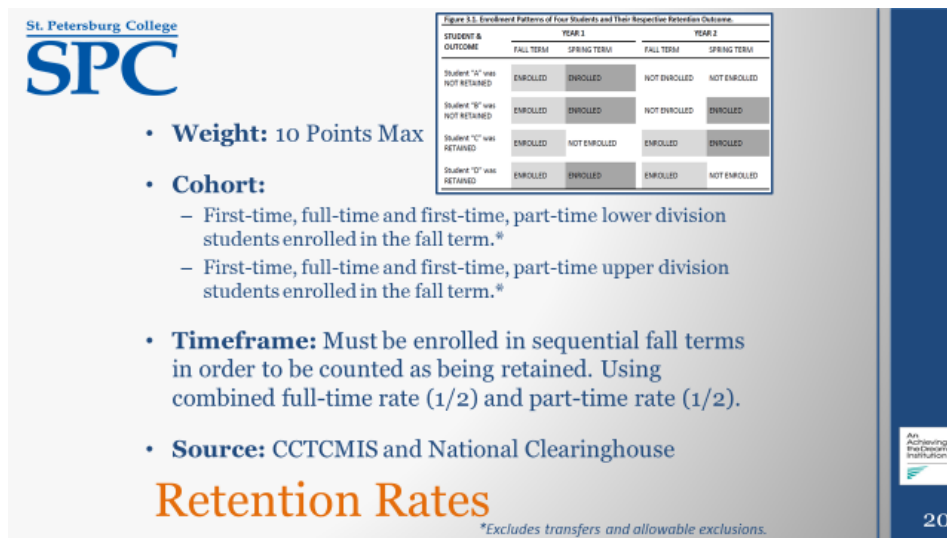 St. Petersburg College
SPC
Figure 3.1. Enrollment Patterns of Four Students and Their Respective Retention Outcome.
STUDENT & OUTCOME YEAR 1 YEAR 2
FALL TERM SPRING TERM FALL TERM SPRING TERM
Student "A" was NOT RETAINED ENROLLED ENROLLED NOT ENROLLED NOT ENROLLED
Student "B" was NOT RETAINED ENROLLED ENROLLED NOT ENROLLED ENROLLED
Student "C" was RETAINED ENROLLED NOT ENROLLED ENROLLED ENROLLED
Student "D" was RETAINED ENROLLED ENROLLED ENROLLED NOT ENROLLED
• Weight: 10 Points Max
• Cohort:
– First-time, full-time and first-time, part-time lower division
students enrolled in the fall term.*
– First-time, full-time and first-time, part-time upper division
students enrolled in the fall term.*
• Timeframe: Must be enrolled in sequential fall terms
in order to be counted as being retained. Using
combined full-time rate (1/2) and part-time rate (1/2).
• Source: CCTCMIS and National Clearinghouse
Retention Rates
*Excludes transfers and allowable exclusions.
An
Achieving
the Dream
Institution
20